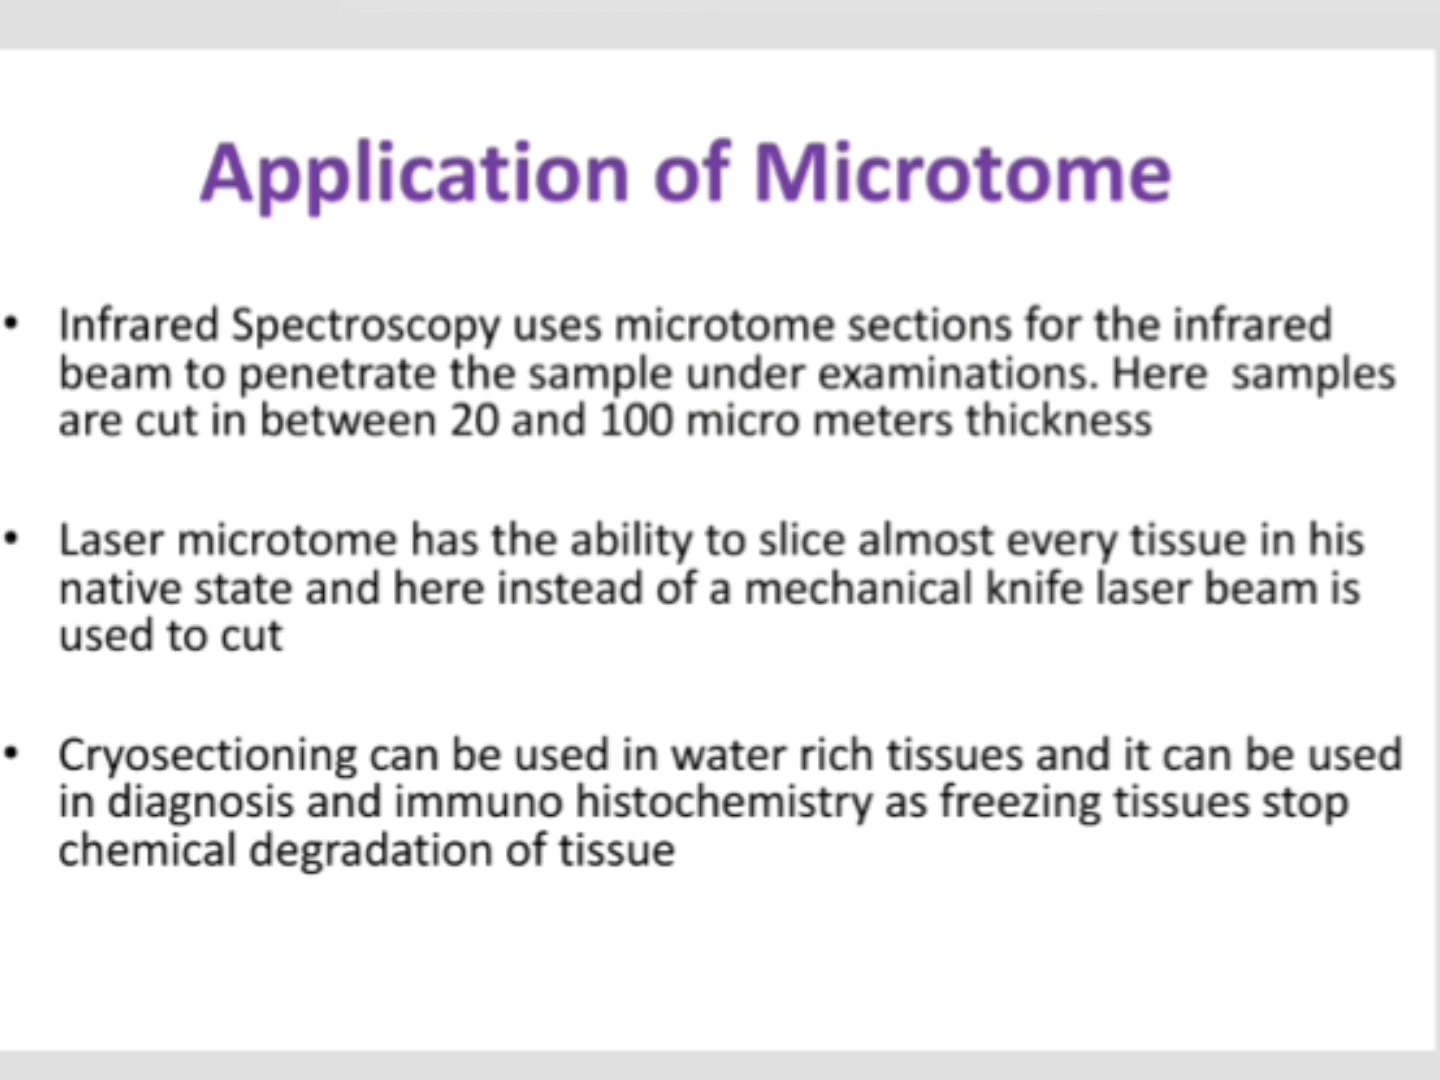 Application of Microtome
• Infrared Spectroscopy uses microtome sections for the infrared
beam to penetrate the sample under examinations. Here  samples
are cut in between 20 and 100 micro meters thickness
• Laser microtome has the ability to slice almost every tissue in his
native state and here instead of a mechanical knife laser beam is
used to cut
• Cryosectioning can be used in water rich tissues and it can be used
in diagnosis and immuno histochemistry as freezing tissues stop
chemical degradation of tissue